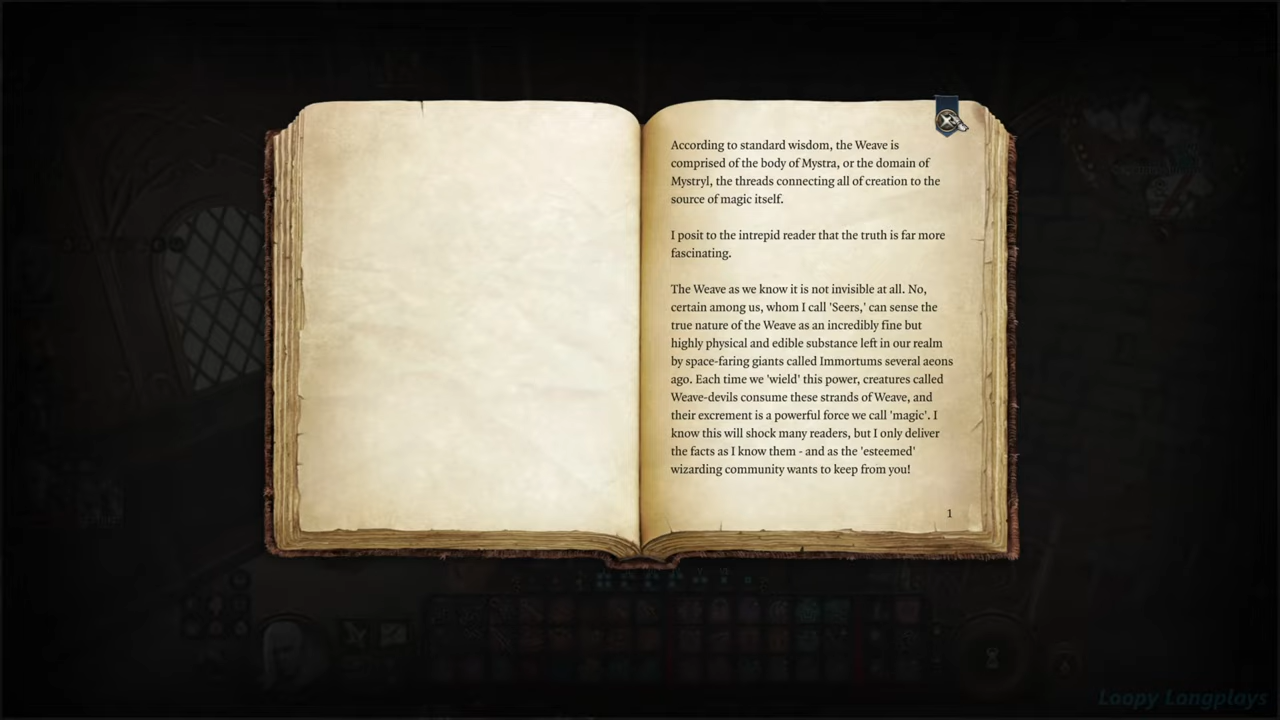 According to standard wisdom, the Weave is
comprised of the body of Mystra, or the domain of
Mystryl, the threads connecting all of creation to the
source of magic itself.
I posit to the intrepid reader that the truth is far more
fascinating.
The Weave as we know it is not invisible at all. No,
certain among us, whom I call 'Seers,' can sense the
true nature of the Weave as an incredibly fine but
highly physical and edible substance left in our realm
by space-faring giants called Immortums several aeons
ago. Each time we 'wield' this power, creatures called
Weave-devils consume these strands of Weave, and
their excrement is a powerful force we call 'magic'. I
know this will shock many readers, but I only deliver
the facts as I know them - and as the 'esteemed'
wizarding community wants to keep from you!
1
Loopy Longplays